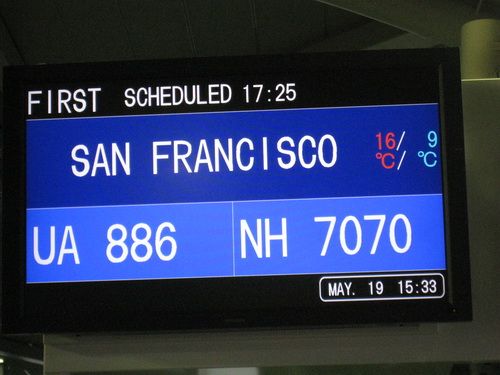 FIRST SCHEDULED 17:25
SAN FRANCISCO 16℃/ 9℃
UA 886 NH 7070
MAY. 19 15:33